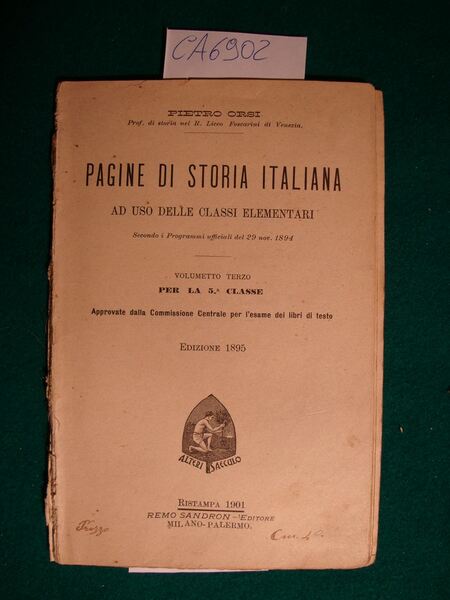 CA6902
PIETRO ORSI
Prof. di storia nel R. Liceo Foscarini di Venezia.
PAGINE DI STORIA ITALIANA
AD USO DELLE CLASSI ELEMENTARI
Secondo i Programmi ufficiali del 29 nov. 1894
VOLUMETTO TERZO
PER LA 5.ª CLASSE
Approvate dalla Commissione Centrale per l'esame dei libri di testo
EDIZIONE 1895
ALTERI SAECULO
RISTAMPA 1901
REMO SANDRON - EDITORE
MILANO-PALERMO.
Prezzo